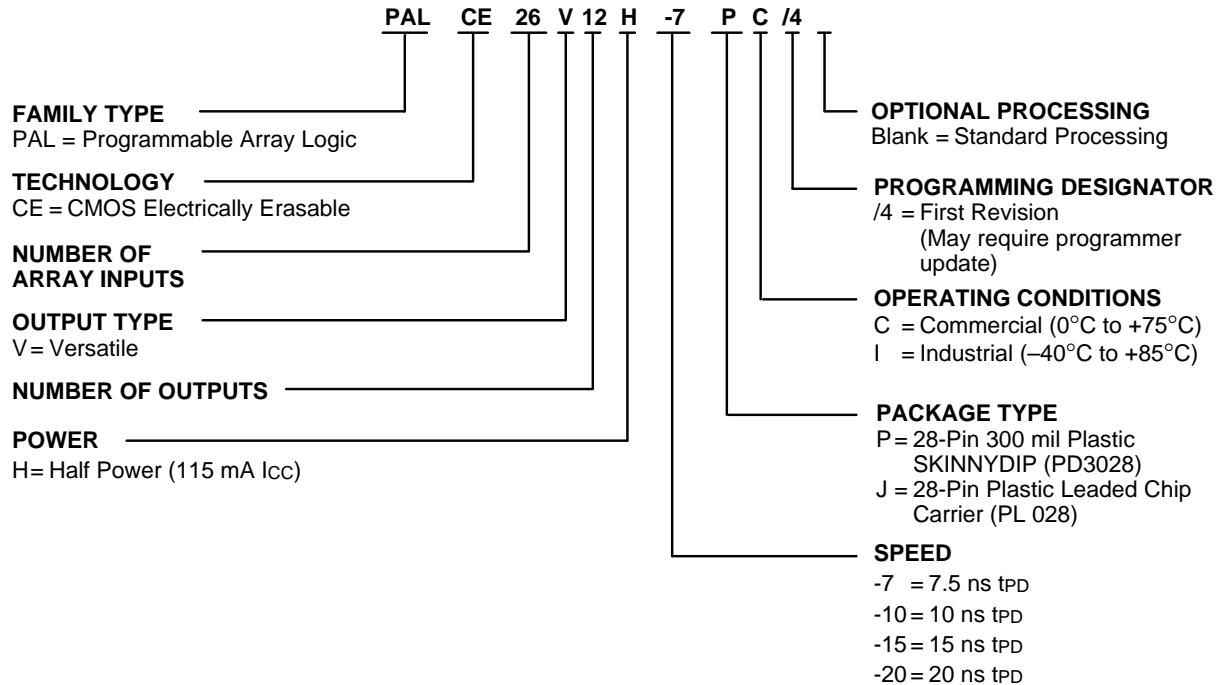 PAL CE 26 V 12 H -7 P C /4
FAMILY TYPE
PAL = Programmable Array Logic
TECHNOLOGY
CE = CMOS Electrically Erasable
NUMBER OF
ARRAY INPUTS
OUTPUT TYPE
V = Versatile
NUMBER OF OUTPUTS
POWER
H = Half Power (115 mA ICC)
OPTIONAL PROCESSING
Blank = Standard Processing
PROGRAMMING DESIGNATOR
/4 = First Revision
(May require programmer
update)
OPERATING CONDITIONS
C = Commercial (0°C to +75°C)
I = Industrial (–40°C to +85°C)
PACKAGE TYPE
P = 28-Pin 300 mil Plastic
SKINNYDIP (PD3028)
J = 28-Pin Plastic Leaded Chip
Carrier (PL 028)
SPEED
-7 = 7.5 ns tPD
-10 = 10 ns tPD
-15 = 15 ns tPD
-20 = 20 ns tPD